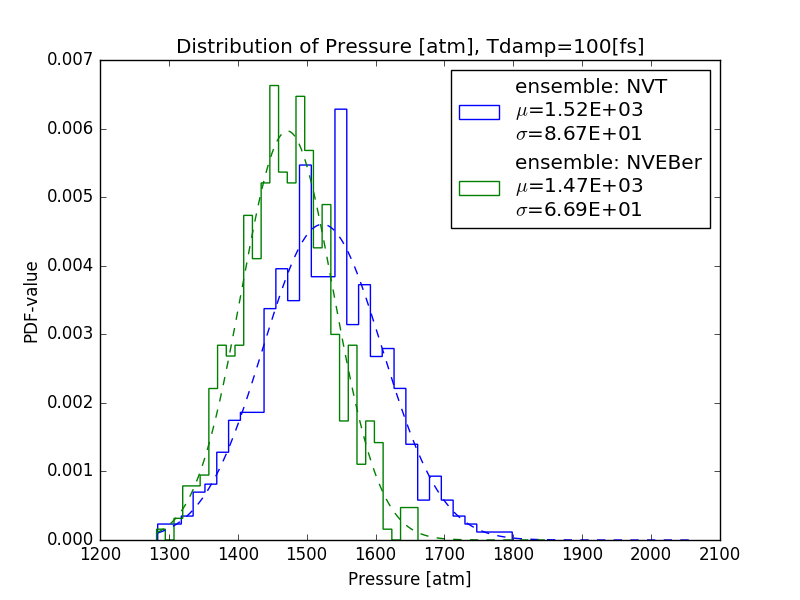 Distribution of Pressure [atm], Tdamp=100[fs]
0.007
0.006
0.005
0.004
0.003
0.002
0.001
0.000
PDF-value
ensemble: NVT
μ=1.52E+03
σ=8.67E+01
ensemble: NVEBer
μ=1.47E+03
σ=6.69E+01
1200 1300 1400 1500 1600 1700 1800 1900 2000 2100
Pressure [atm]